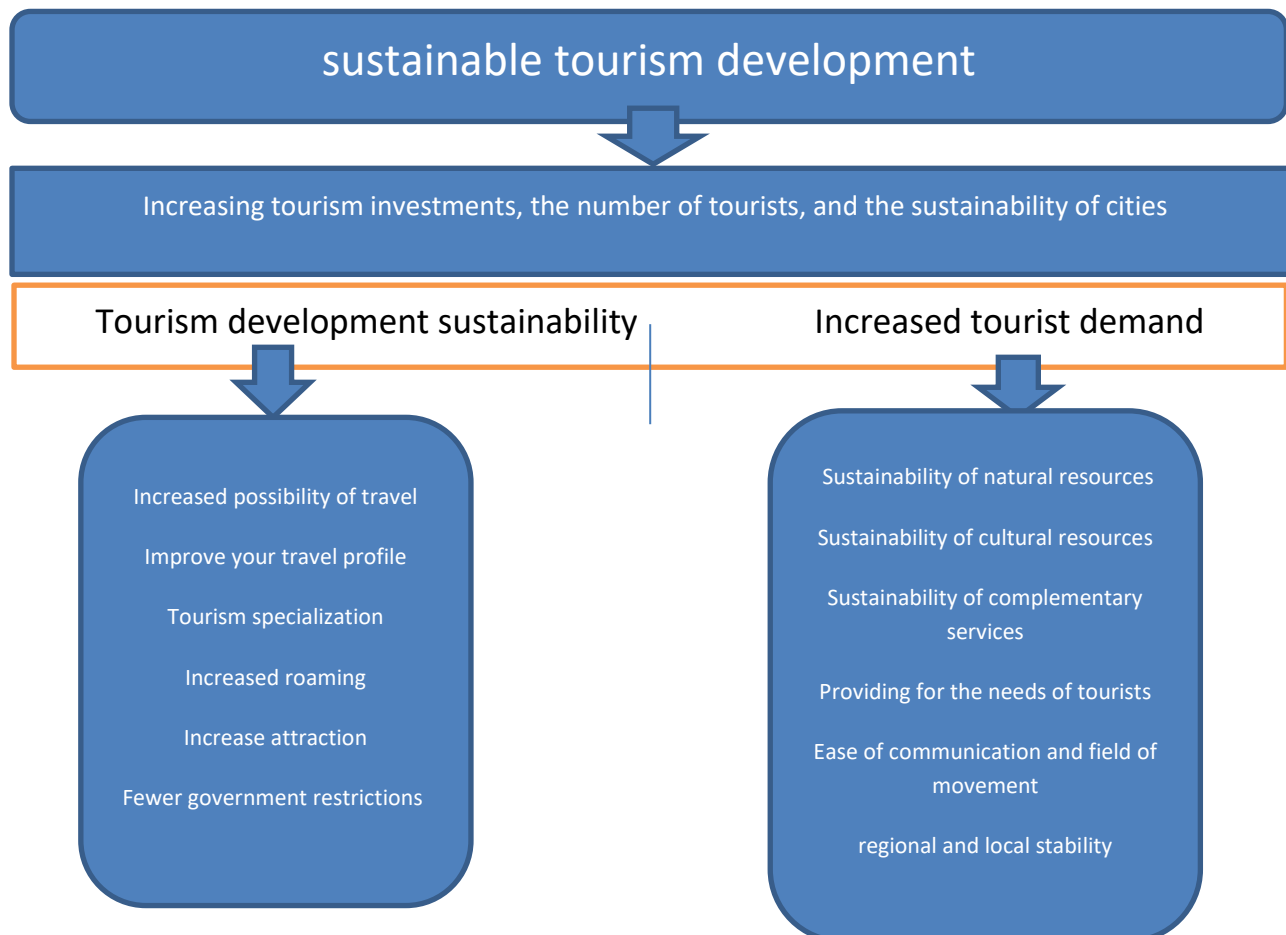 sustainable tourism development
Increasing tourism investments, the number of tourists, and the sustainability of cities
Tourism development sustainability
Increased tourist demand
Increased possibility of travel
Improve your travel profile
Tourism specialization
Increased roaming
Increase attraction
Fewer government restrictions
Sustainability of natural resources
Sustainability of cultural resources
Sustainability of complementary
services
Providing for the needs of tourists
Ease of communication and field of
movement
regional and local stability